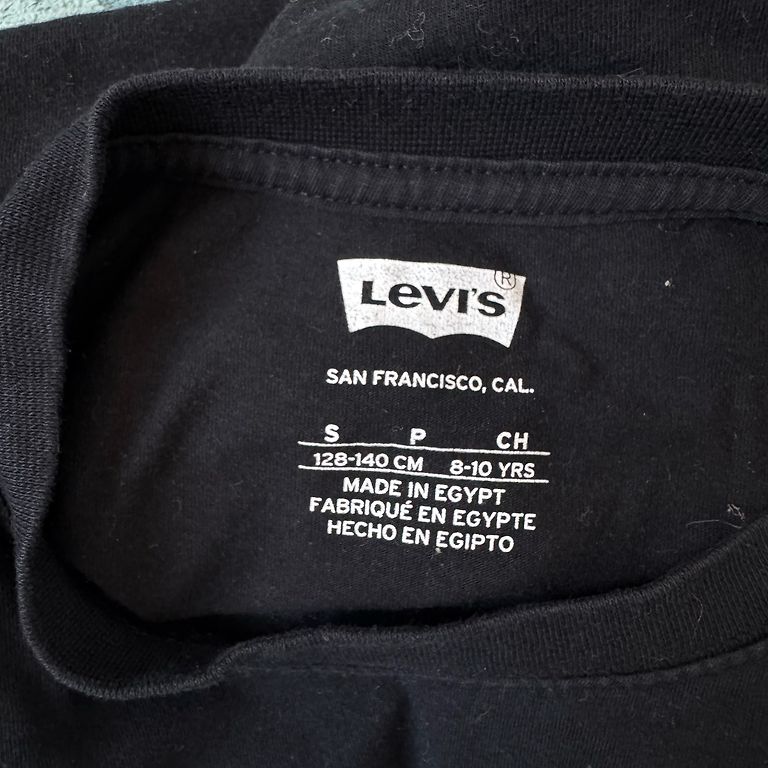 Levi's ®
SAN FRANCISCO, CAL.
S P CH
128-140 CM 8-10 YRS
MADE IN EGYPT
FABRIQUÉ EN EGYPTE
HECHO EN EGIPTO